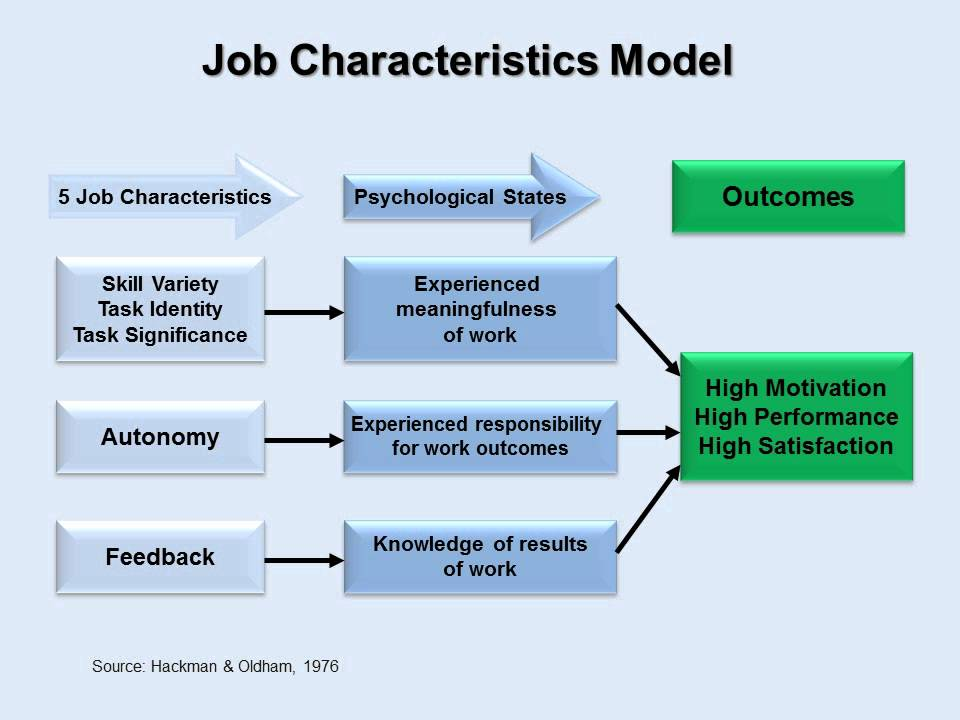 Job Characteristics Model
5 Job Characteristics
Psychological States
Outcomes
Skill Variety
Task Identity
Task Significance
Experienced
meaningfulness
of work
High Motivation
High Performance
High Satisfaction
Autonomy
Experienced responsibility
for work outcomes
Feedback
Knowledge of results
of work
Source: Hackman & Oldham, 1976